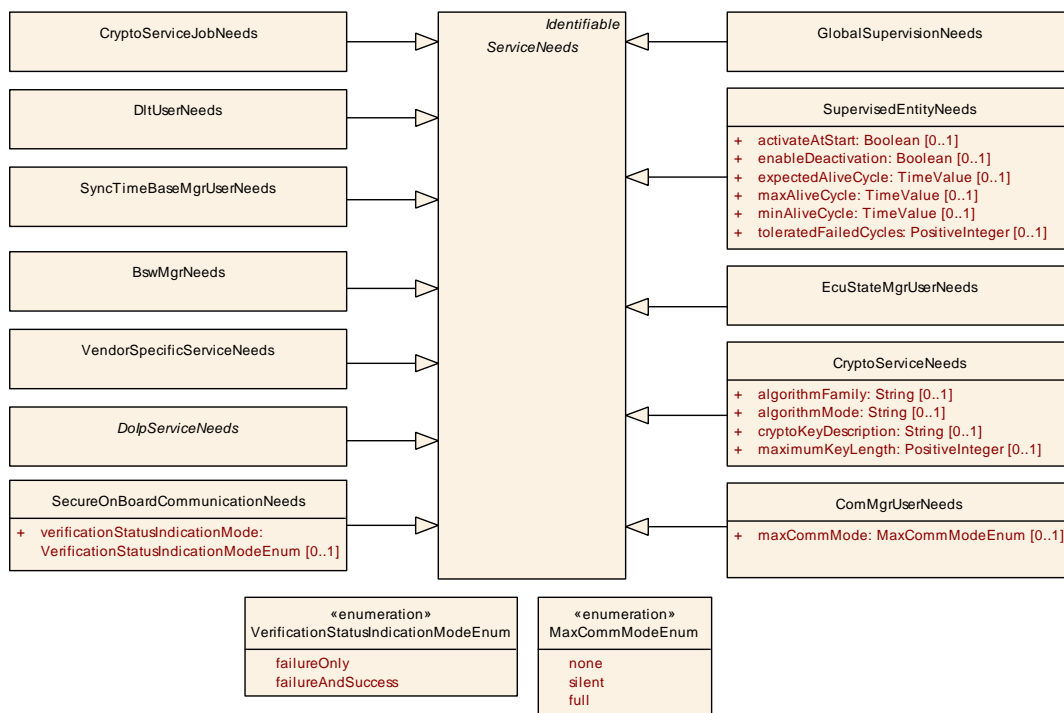 CryptoServiceJobNeeds
DltUserNeeds
SyncTimeBaseMgrUserNeeds
BswMgrNeeds
VendorSpecificServiceNeeds
DoIpServiceNeeds
SecureOnBoardCommunicationNeeds
+ verificationStatusIndicationMode:
VerificationStatusIndicationModeEnum [0..1]
Identifiable
ServiceNeeds
GlobalSupervisionNeeds
SupervisedEntityNeeds
+ activateAtStart: Boolean [0..1]
+ enableDeactivation: Boolean [0..1]
+ expectedAliveCycle: TimeValue [0..1]
+ maxAliveCycle: TimeValue [0..1]
+ minAliveCycle: TimeValue [0..1]
+ toleratedFailedCycles: PositiveInteger [0..1]
EcuStateMgrUserNeeds
CryptoServiceNeeds
+ algorithmFamily: String [0..1]
+ algorithmMode: String [0..1]
+ cryptoKeyDescription: String [0..1]
+ maximumKeyLength: PositiveInteger [0..1]
ComMgrUserNeeds
+ maxCommMode: MaxCommModeEnum [0..1]
«enumeration»
VerificationStatusIndicationModeEnum
failureOnly
failureAndSuccess
«enumeration»
MaxCommModeEnum
none
silent
full